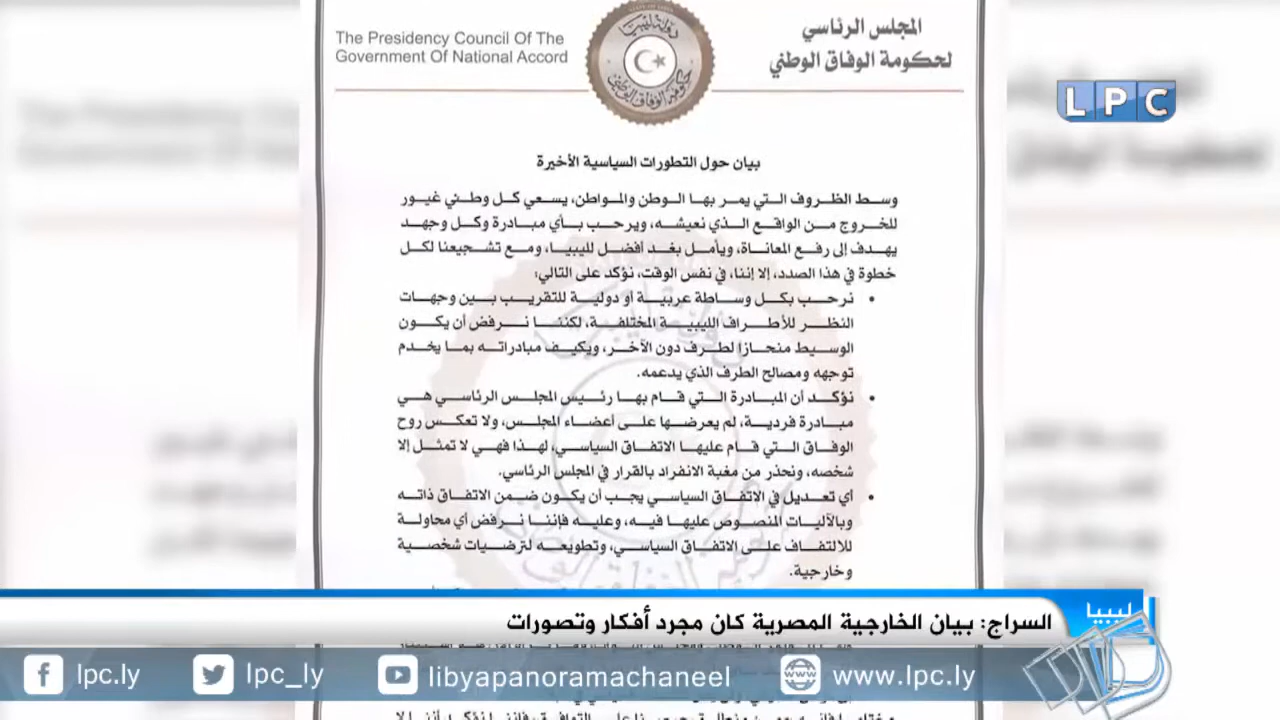 The Presidency Council Of The
Government Of National Accord
دولة ليبيا
حكومة الوفاق الوطني
المجلس الرئاسي
لحكومة الوفاق الوطني
LPC
بيان حول التطورات السياسية الأخيرة
وسط الظروف التي يمر بها الوطن والمواطن، يسعي كل وطني غيور
للخروج من الواقع الذي نعيشه، ويرحب بأي مبادرة وكل وجهد
يهدف إلى رفع المعاناة، ويأمل بغد أفضل لليبيا، ومع تشجيعنا لكل
خطوة في هذا الصدد، إلا إننا، في نفس الوقت، نؤكد على التالي:
• نرحب بكل وساطة عربية أو دولية للتقريب بين وجهات
النظر للأطراف الليبية المختلفة، لكننا نرفض أن يكون
الوسيط منحازا لطرف دون الآخر، ويكيف مبادراته بما يخدم
توجهه ومصالح الطرف الذي يدعمه.
• نؤكد أن المبادرة التي قام بها رئيس المجلس الرئاسي هي
مبادرة فردية، لم يعرضها على أعضاء المجلس، ولا تعكس روح
الوفاق التي قام عليها الاتفاق السياسي، لهذا فهي لا تمثل إلا
شخصه، ونحذر من مغبة الانفراد بالقرار في المجلس الرئاسي.
• أي تعديل في الاتفاق السياسي يجب أن يكون ضمن الاتفاق ذاته
وبالآليات المنصوص عليها فيه، وعليه فإننا نرفض أي محاولة
للالتفاف على الاتفاق السياسي، وتطويعه لترضيات شخصية
وخارجية.
ليبيا
السراج: بيان الخارجية المصرية كان مجرد أفكار وتصورات
lpc.ly
lpc_ly
libyapanoramachaneel
www.lpc.ly